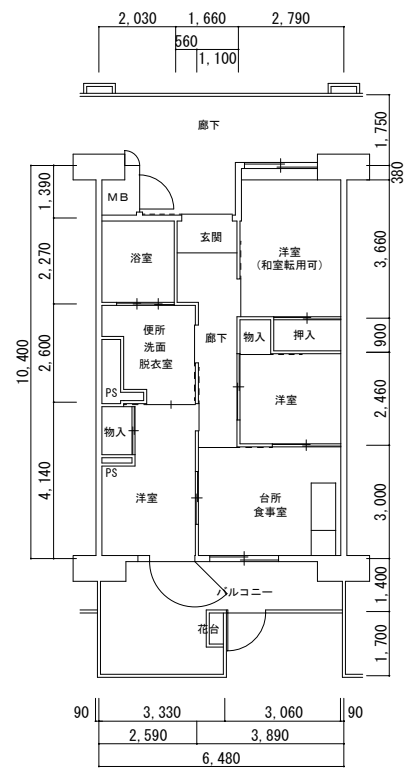 2,030 1,660 2,790
560
1,100
廊下
1,750
380
MB
1,390
玄関
洋室
(和室転用可)
3,660
浴室
2,270
便所
洗面
脱衣室
廊下
物入
押入
900
10,400
2,600
PS
洋室
2,460
物入
PS
洋室
台所
食事室
4,140
3,000
バルコニー
1,400
花台
1,700
90 3,330 3,060 90
2,590 3,890
6,480